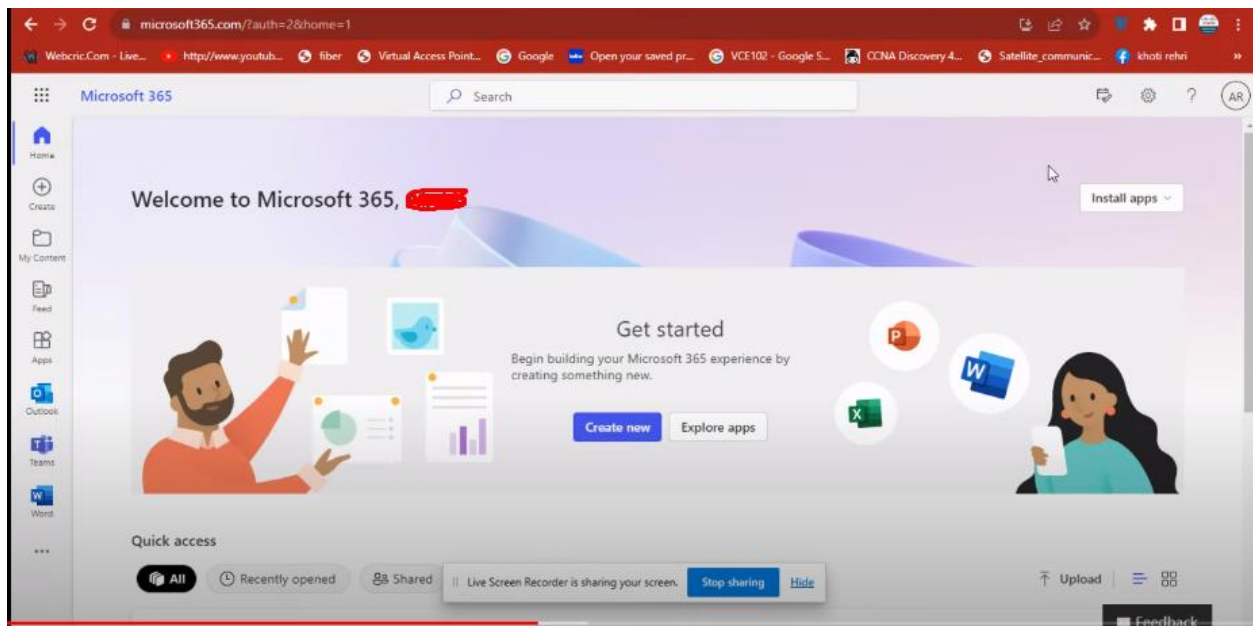 microsoft365.com/?auth=2&home=1
Webcric.Com - Live... http://www.youtub... fiber Virtual Access Point... Google Open your saved pr... VCE102 - Google S... CCNA Discovery 4... Satellite_communic... khoti rehri »
Microsoft 365 Search ? AR
Home
Create
My Content
Feed
Apps
Outlook
Teams
Word
Welcome to Microsoft 365,
Install apps
Get started
Begin building your Microsoft 365 experience by
creating something new.
Create new Explore apps
P
W
X
Quick access
All Recently opened Shared Upload
Live Screen Recorder is sharing your screen. Stop sharing Hide
Feedback